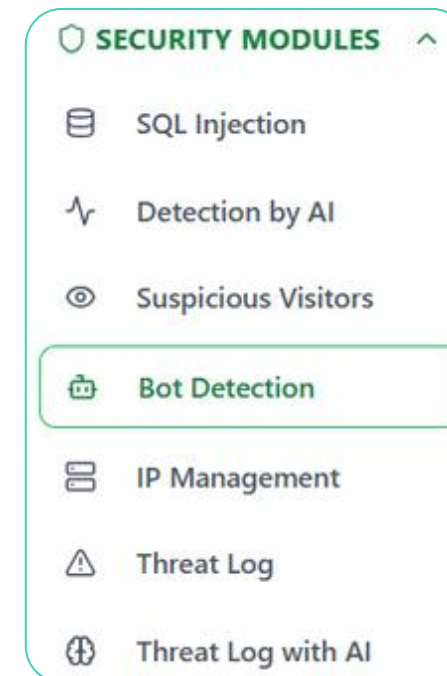 SECURITY MODULES
SQL Injection
Detection by AI
Suspicious Visitors
Bot Detection
IP Management
Threat Log
Threat Log with AI